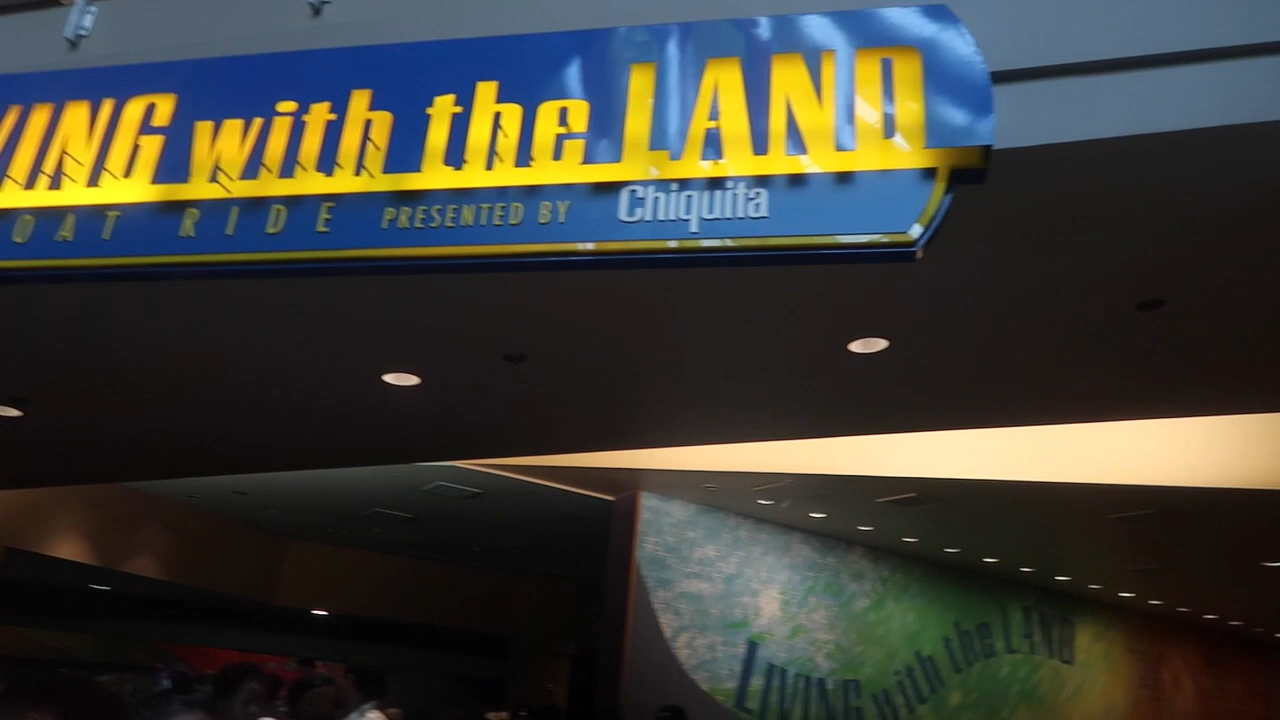 VING with the LAND
OAT RIDE PRESENTED BY Chiquita
LIVING with the LAND